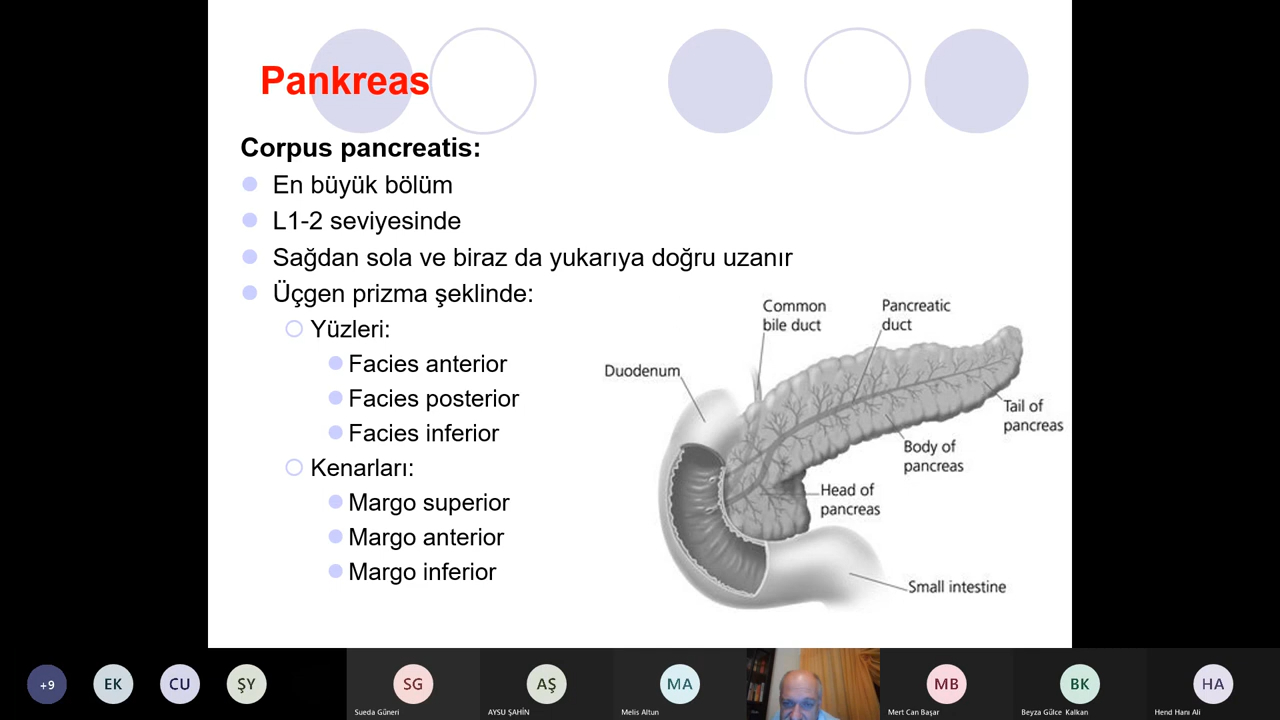 Pankreas
Corpus pancreatis:
En büyük bölüm
L1-2 seviyesinde
Sağdan sola ve biraz da yukarıya doğru uzanır
Üçgen prizma şeklinde:
Yüzleri:
Facies anterior
Facies posterior
Facies inferior
Kenarları:
Margo superior
Margo anterior
Margo inferior
Common
bile duct
Pancreatic
duct
Duodenum
Tail of
pancreas
Body of
pancreas
Head of
pancreas
Small intestine
+9
EK
CU
ŞY
SG
Sueda Güneri
AŞ
AYSU ŞAHİN
MA
Melis Altun
MB
Mert Can Başar
BK
Beyza Gülce Kalkan
HA
Hend Hanı Ali